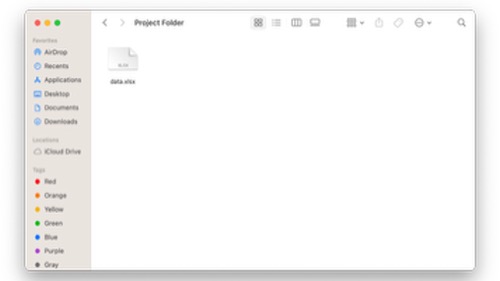 Project Folder
Favorites
AirDrop
Recents
Applications
Desktop
Documents
Downloads
Locations
iCloud Drive
Tags
Red
Orange
Yellow
Green
Blue
Purple
Gray
XLSX
data.xlsx